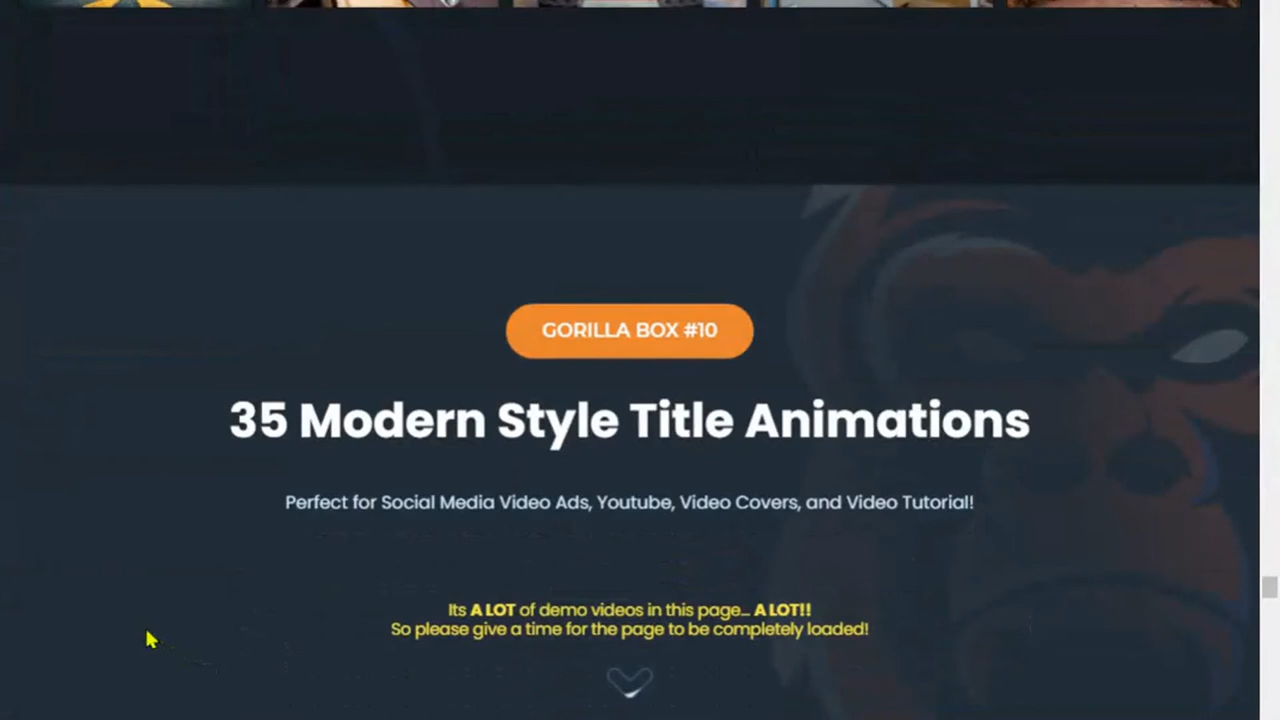 GORILLA BOX #10
35 Modern Style Title Animations
Perfect for Social Media Video Ads, Youtube, Video Covers, and Video Tutorial!
Its A LOT of demo videos in this page... A LOT!!
So please give a time for the page to be completely loaded!